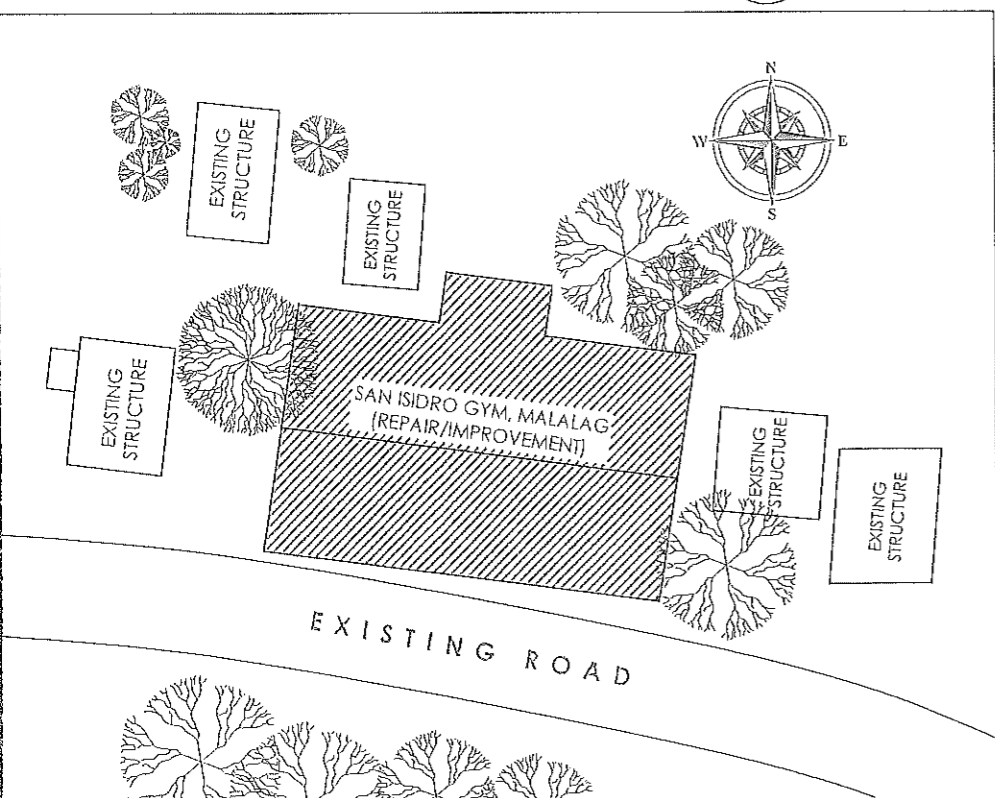 N
W
E
S
EXISTING
STRUCTURE
EXISTING
STRUCTURE
EXISTING
STRUCTURE
SAN ISIDRO GYM, MALALAG
(REPAIR/IMPROVEMENT)
EXISTING
STRUCTURE
EXISTING
STRUCTURE
EXISTING ROAD